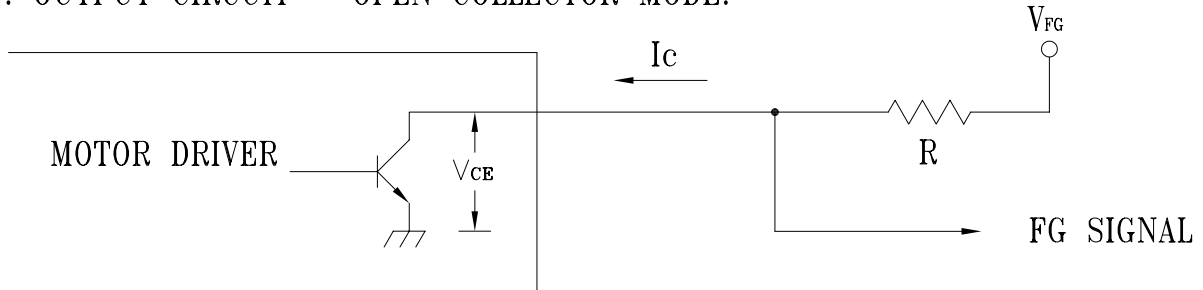 : OUTPUT CIRCUIT - OPEN COLLECTOR MODE.
VFG
Ic
MOTOR DRIVER
VCE
R
FG SIGNAL